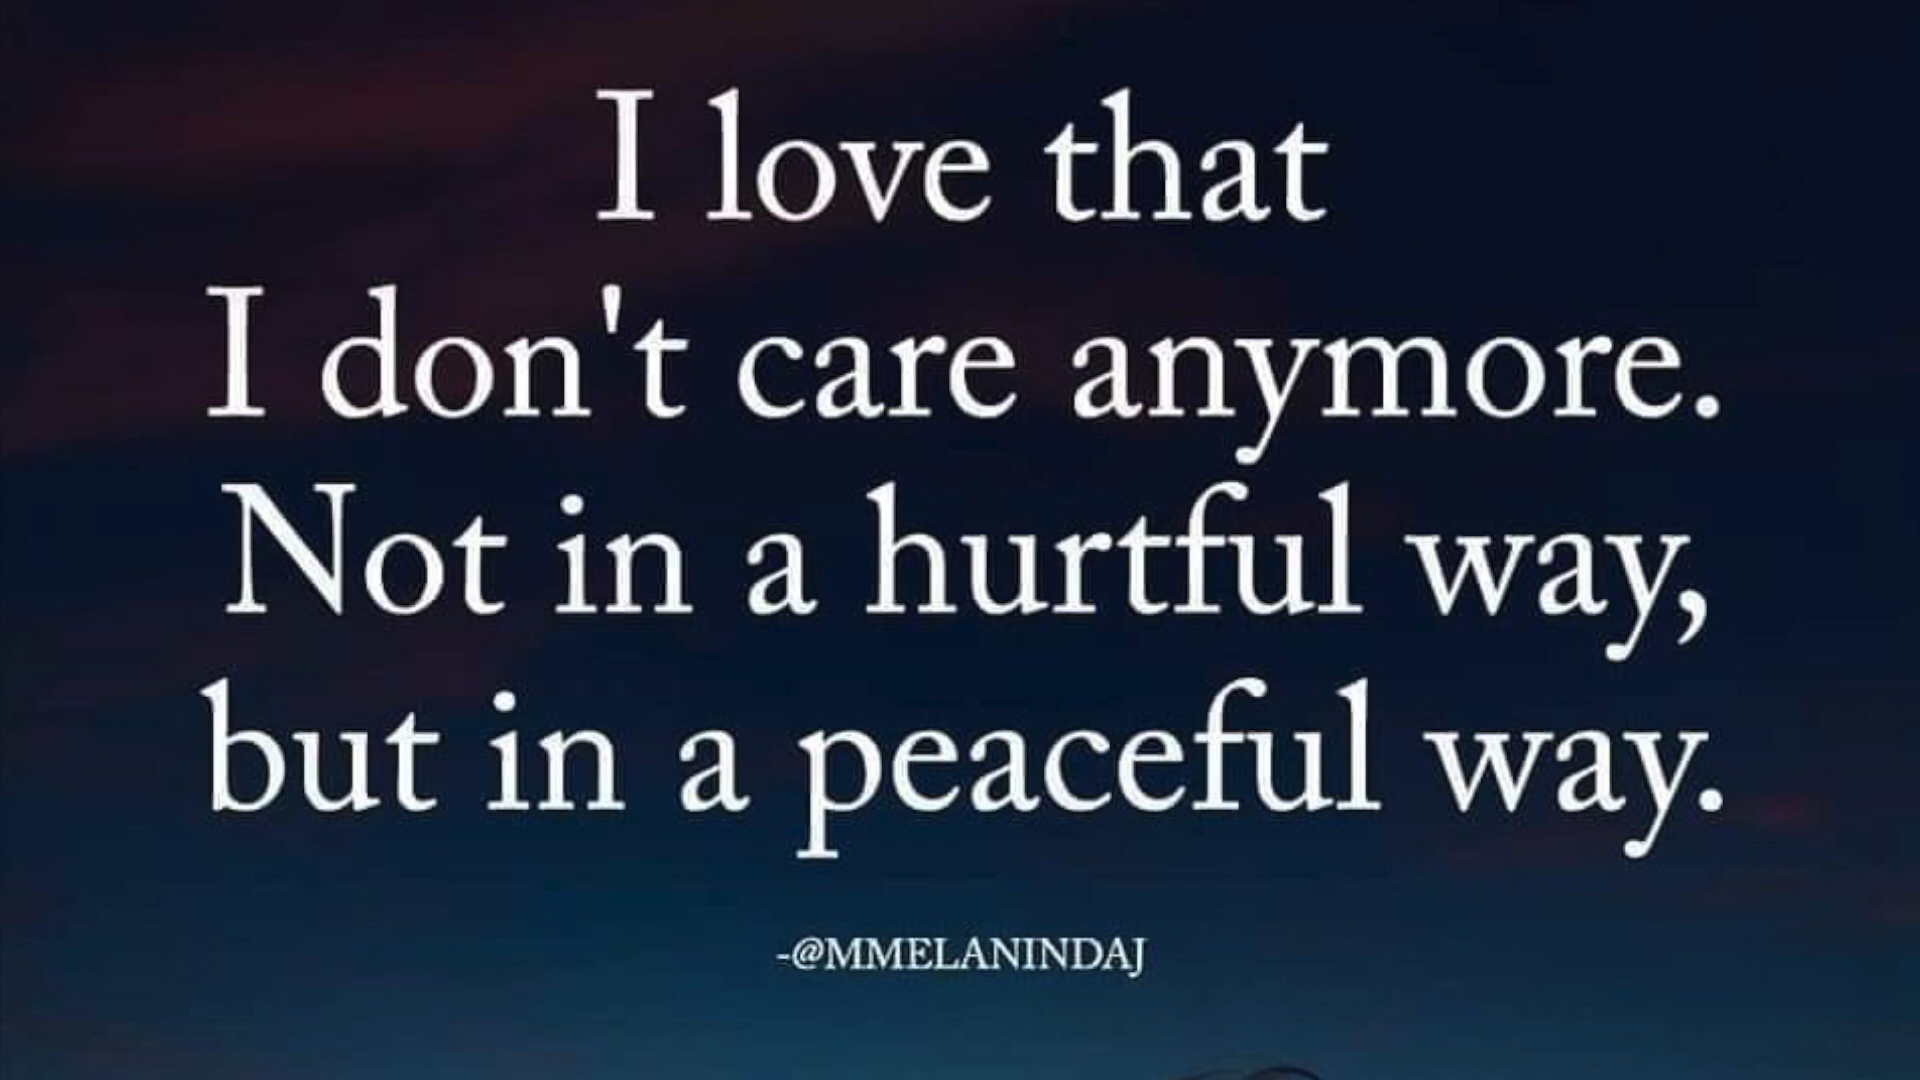 I love that
I don't care anymore.
Not in a hurtful way,
but in a peaceful way.
-@MMELANINDAJ